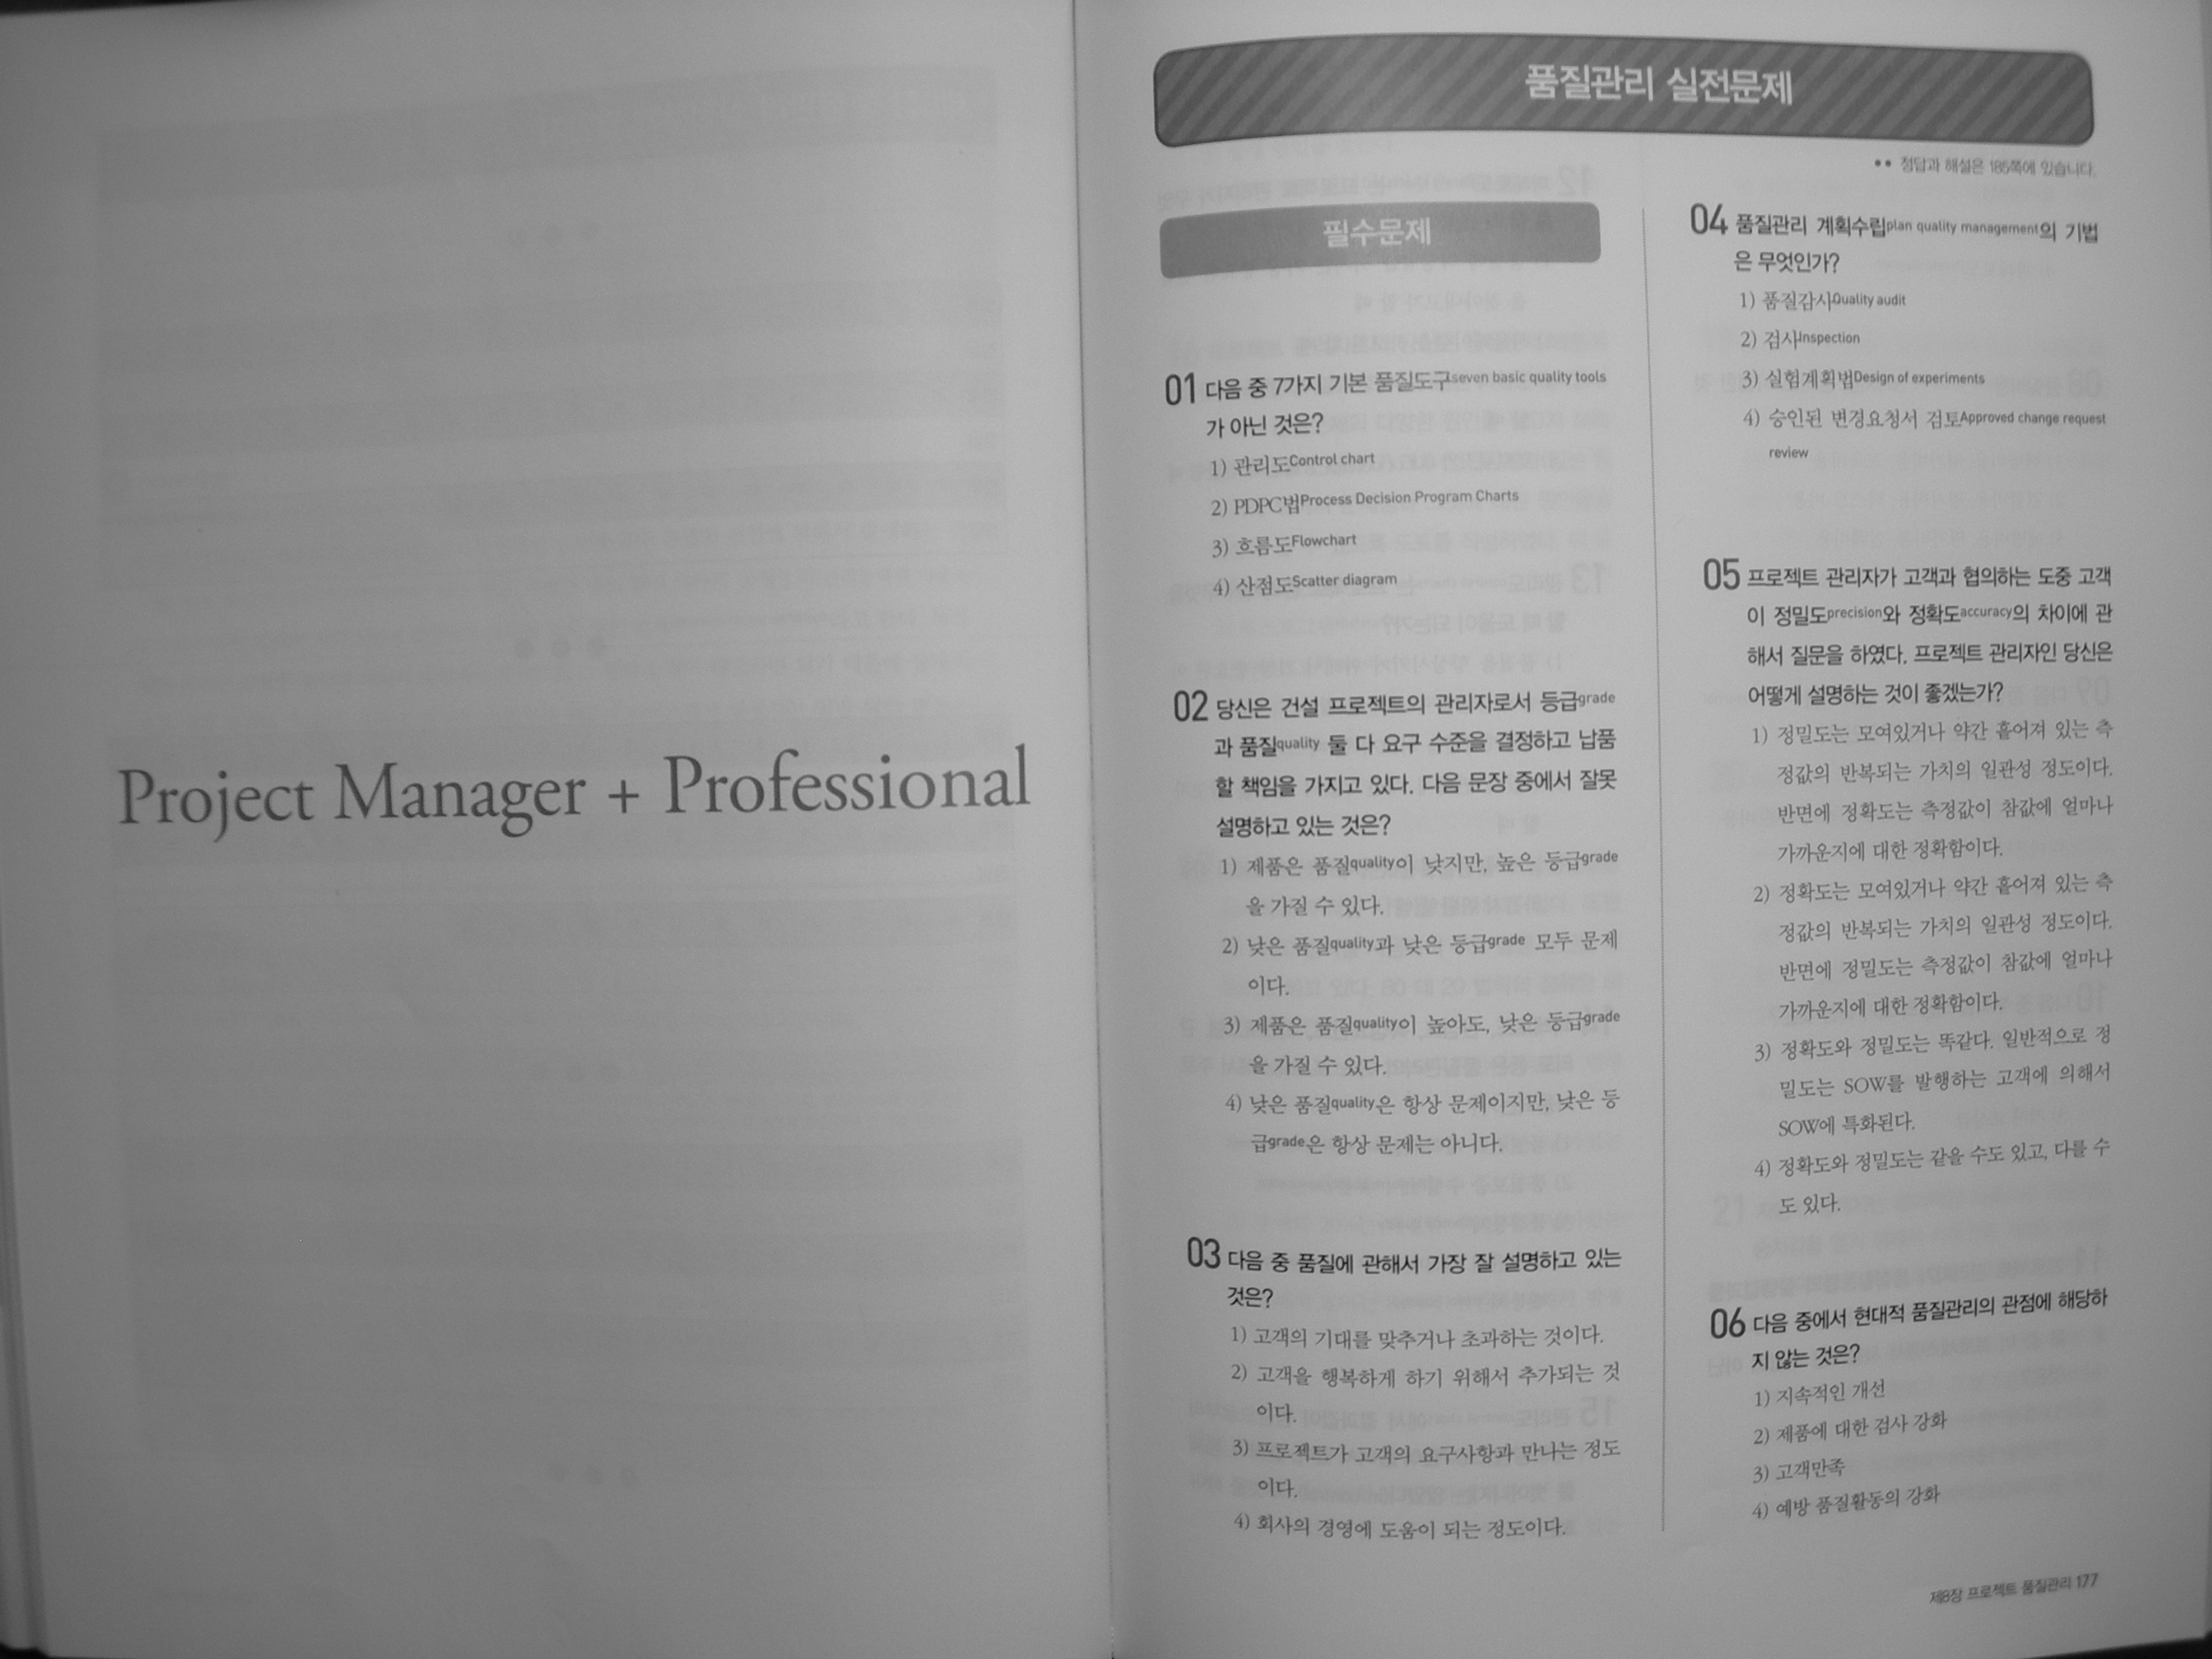 Project Manager + Professional
품질관리 실전문제
•• 정답과 해설은 185쪽에 있습니다.
필수문제
01 다음 중 7가지 기본 품질도구seven basic quality tools
가 아닌 것은?
1) 관리도Control chart
2) PDPC법Process Decision Program Charts
3) 흐름도Flowchart
4) 산점도Scatter diagram
02 당신은 건설 프로젝트의 관리자로서 등급grade
과 품질quality 둘 다 요구 수준을 결정하고 납품
할 책임을 가지고 있다. 다음 문장 중에서 잘못
설명하고 있는 것은?
1) 제품은 품질quality이 낮지만, 높은 등급grade
을 가질 수 있다.
2) 낮은 품질quality과 낮은 등급grade 모두 문제
이다.
3) 제품은 품질quality이 높아도, 낮은 등급grade
을 가질 수 있다.
4) 낮은 품질quality은 항상 문제이지만, 낮은 등
급grade은 항상 문제는 아니다.
03 다음 중 품질에 관해서 가장 잘 설명하고 있는
것은?
1) 고객의 기대를 맞추거나 초과하는 것이다.
2) 고객을 행복하게 하기 위해서 추가되는 것
이다.
3) 프로젝트가 고객의 요구사항과 만나는 정도
이다.
4) 회사의 경영에 도움이 되는 정도이다.
04 품질관리 계획수립plan quality management의 기법
은 무엇인가?
1) 품질감사Quality audit
2) 검사Inspection
3) 실험계획법Design of experiments
4) 승인된 변경요청서 검토Approved change request
review
05 프로젝트 관리자가 고객과 협의하는 도중 고객
이 정밀도precision와 정확도accuracy의 차이에 관
해서 질문을 하였다. 프로젝트 관리자인 당신은
어떻게 설명하는 것이 좋겠는가?
1) 정밀도는 모여있거나 약간 흩어져 있는 측
정값의 반복되는 가치의 일관성 정도이다.
반면에 정확도는 측정값이 참값에 얼마나
가까운지에 대한 정확함이다.
2) 정확도는 모여있거나 약간 흩어져 있는 측
정값의 반복되는 가치의 일관성 정도이다.
반면에 정밀도는 측정값이 참값에 얼마나
가까운지에 대한 정확함이다.
3) 정확도와 정밀도는 똑같다. 일반적으로 정
밀도는 SOW를 발행하는 고객에 의해서
SOW에 특화된다.
4) 정확도와 정밀도는 같을 수도 있고, 다를 수
도 있다.
06 다음 중에서 현대적 품질관리의 관점에 해당하
지 않는 것은?
1) 지속적인 개선
2) 제품에 대한 검사 강화
3) 고객만족
4) 예방 품질활동의 강화
제8장 프로젝트 품질관리 177